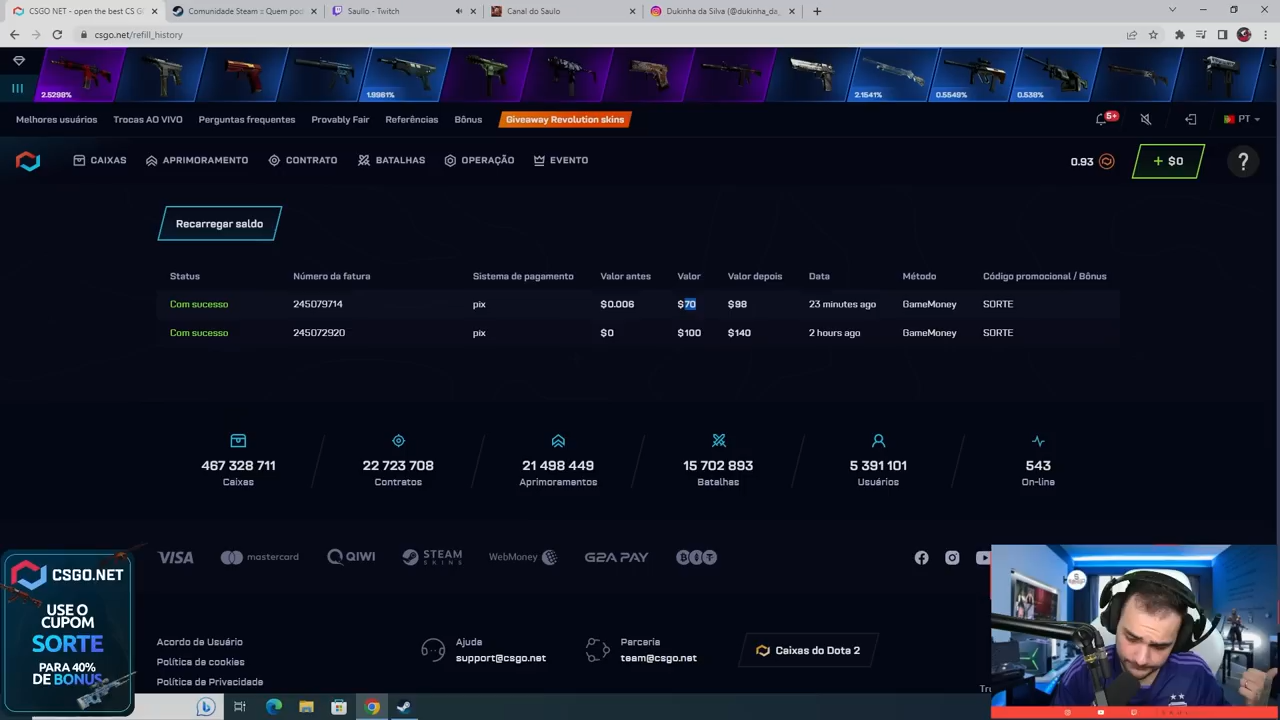 CSGO NET - open the best CS G
Comunidade Steam :: Quem pod
Saullo - Twitch
Canal do Saulo
Dukinha da Silva (@dukinha_da_
csgo.net/refill_history
2.5298%
1.9981%
2.1541%
0.5549%
0.538%
Melhores usuários
Trocas AO VIVO
Perguntas frequentes
Provably Fair
Referências
Bônus
Giveaway Revolution skins
5+
PT
CAIXAS
APRIMORAMENTO
CONTRATO
BATALHAS
OPERAÇÃO
EVENTO
0.93
+ $0
?
Recarregar saldo
Status Número da fatura Sistema de pagamento Valor antes Valor Valor depois Data Método Código promocional / Bônus
Com sucesso 245079714 pix $0.006 $70 $98 23 minutes ago GameMoney SORTE
Com sucesso 245072920 pix $0 $100 $140 2 hours ago GameMoney SORTE
467 328 711 22 723 708 21 498 449 15 702 893 5 391 101 543
Caixas Contratos Aprimoramentos Batalhas Usuários On-line
VISA mastercard QIWI STEAM SKINS WebMoney G2A PAY
CSGO.NET
USE O
CUPOM
SORTE
PARA 40%
DE BONUS
Acordo de Usuário
Política de cookies
Política de Privacidade
Ajuda
support@csgo.net
Parceria
team@csgo.net
Caixas do Dota 2